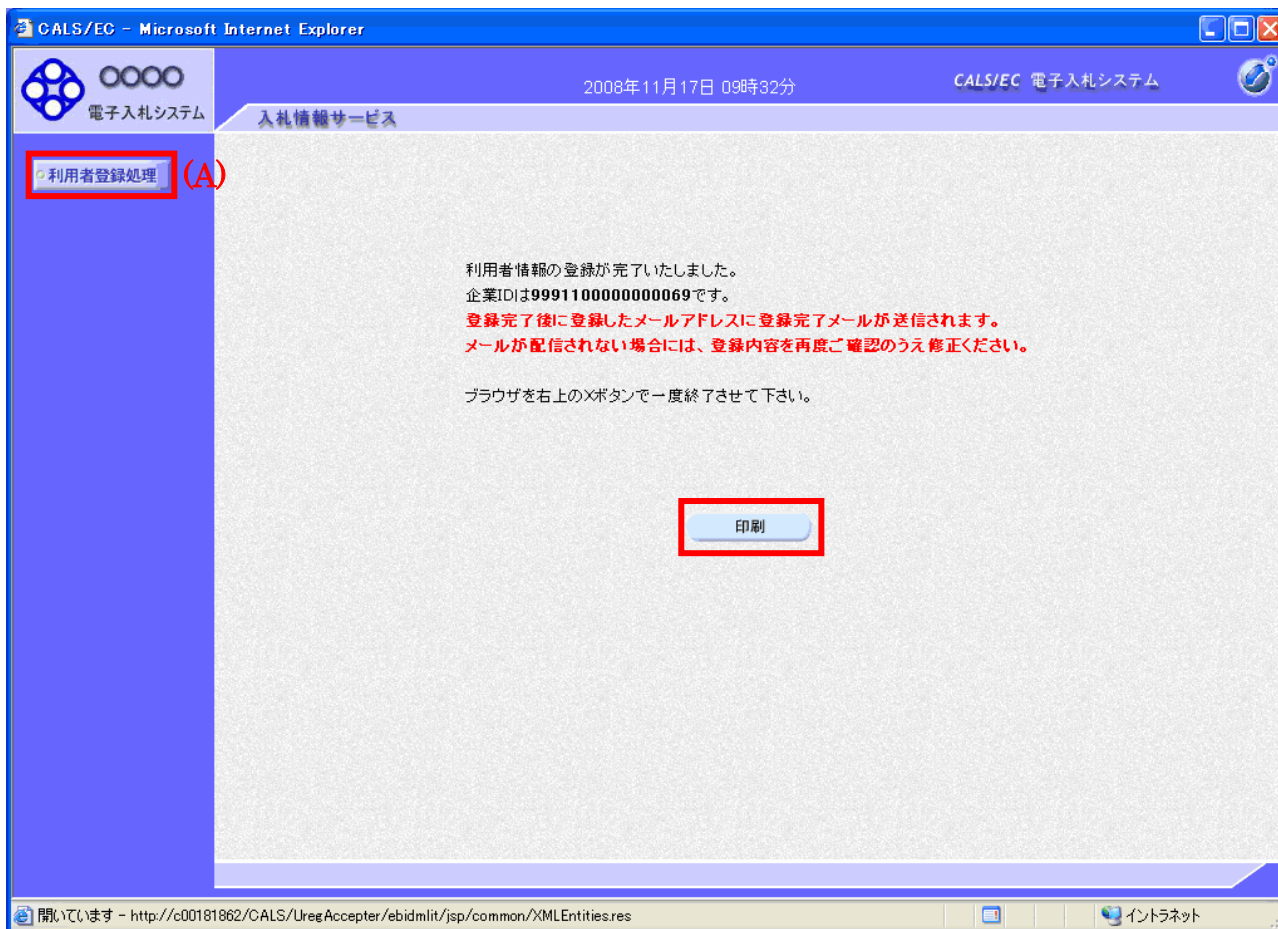 CALS/EC - Microsoft Internet Explorer
〇〇〇〇
電子入札システム
2008年11月17日 09時32分
CALS/EC 電子入札システム
入札情報サービス
利用者登録処理
(A)
利用者情報の登録が完了いたしました。
企業IDは9991100000000069です。
登録完了後に登録したメールアドレスに登録完了メールが送信されます。
メールが配信されない場合には、登録内容を再度ご確認のうえ修正ください。
ブラウザを右上の×ボタンで一度終了させて下さい。
印刷
開いています - http://c00181862/CALS/UregAccepter/ebidmlit/jsp/common/XMLEntities.res
イントラネット